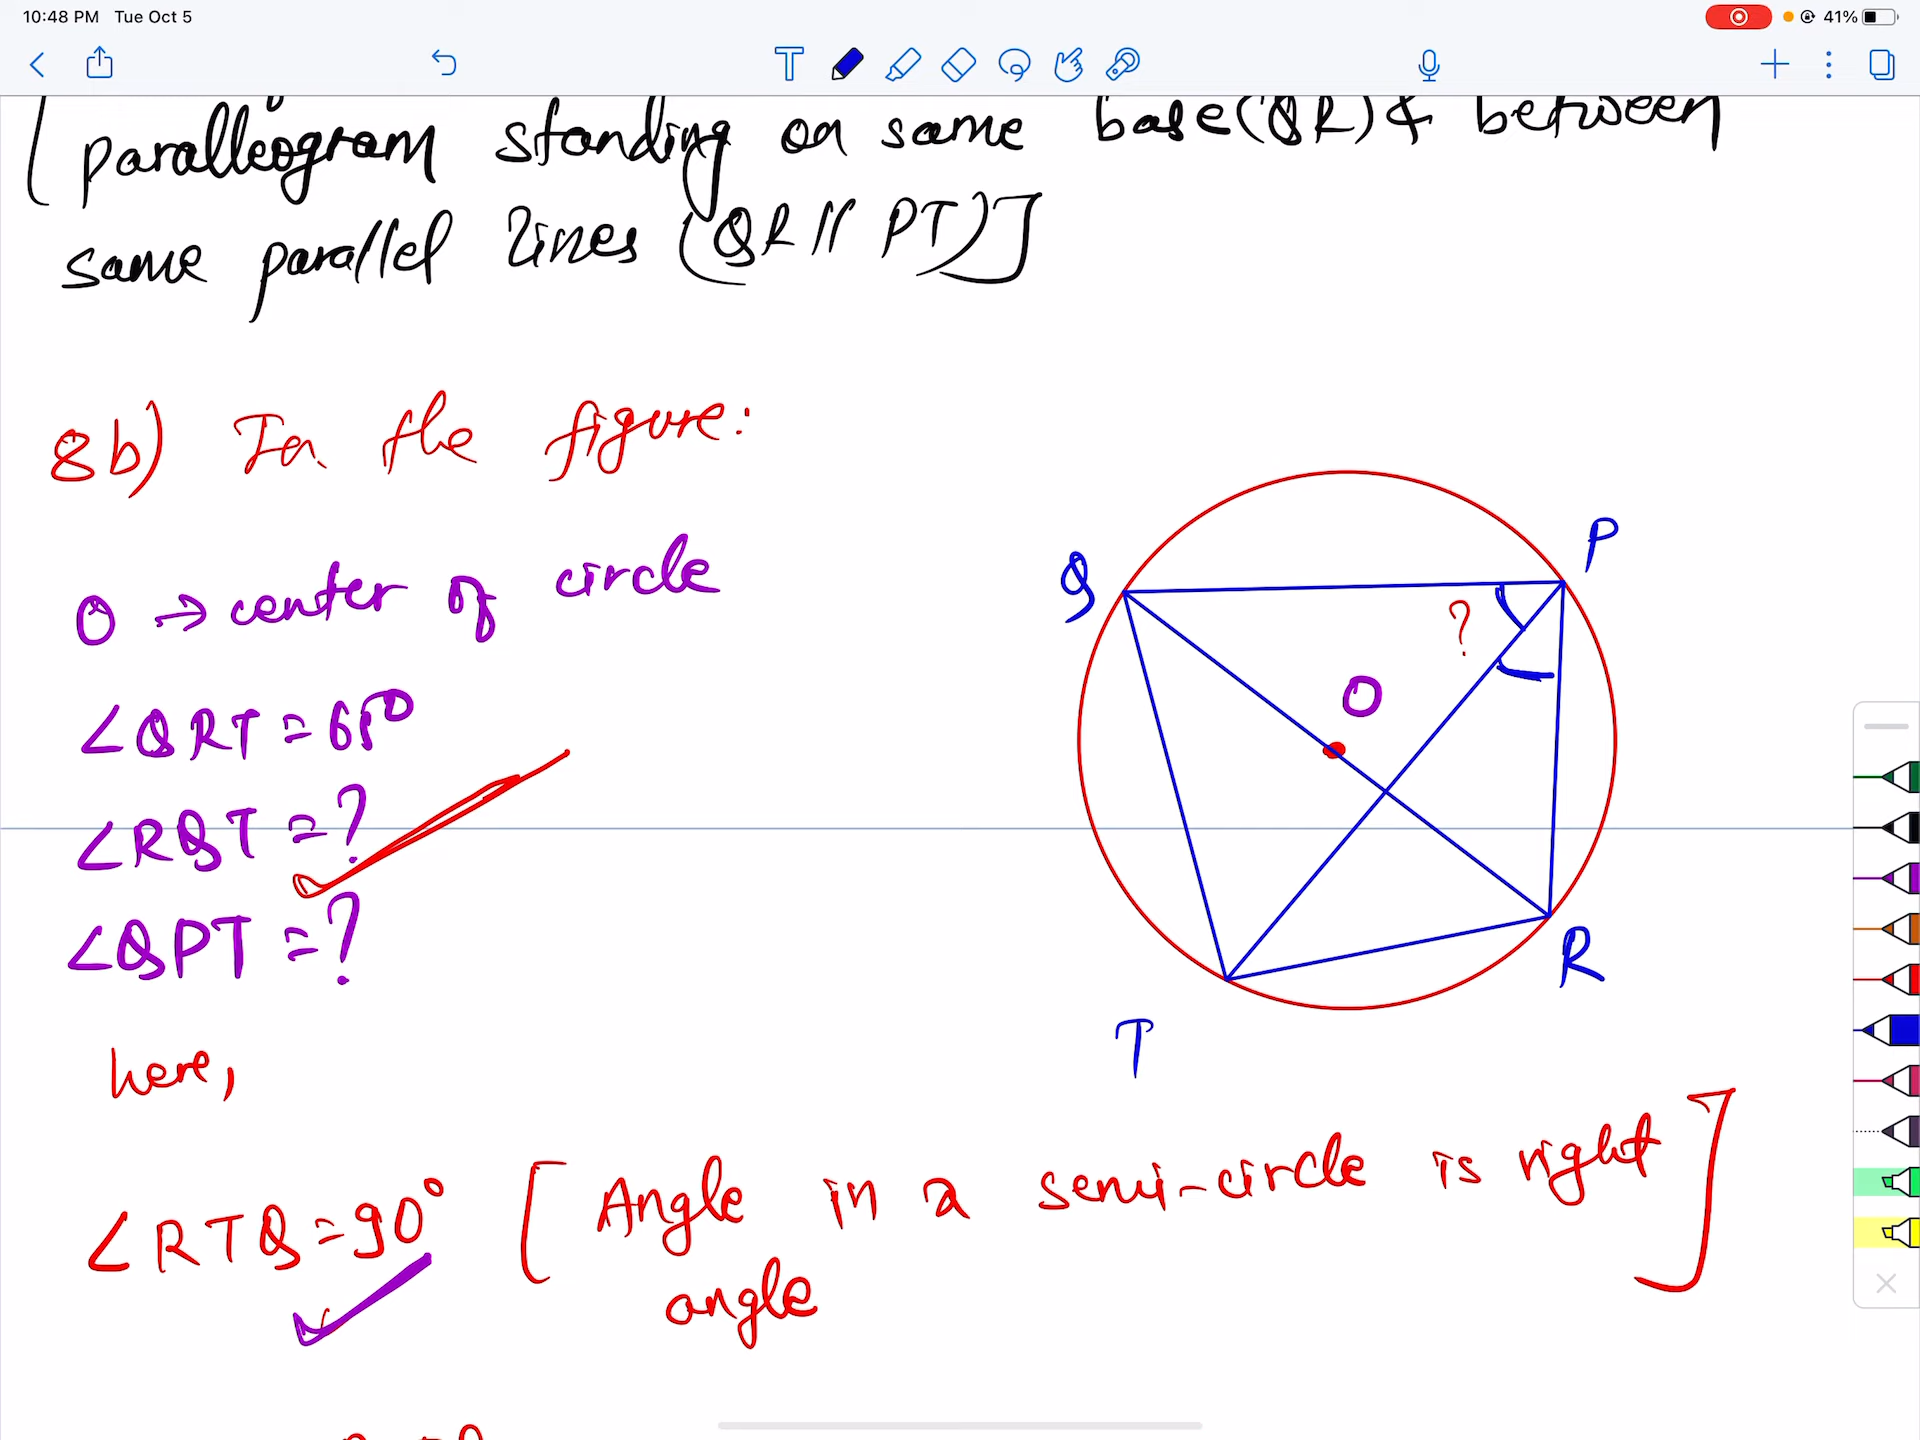 10:48 PM Tue Oct 5
41%
[parallleogram standing on same base(QR) & between
same parallel lines (QR // PT)]
8b) In the figure:
O → center of circle
∠QRT = 65°
∠RQT = ?
∠QPT = ?
Q
P
?
O
R
T
here,
∠RTQ = 90° [Angle in a semi-circle is right
angle]